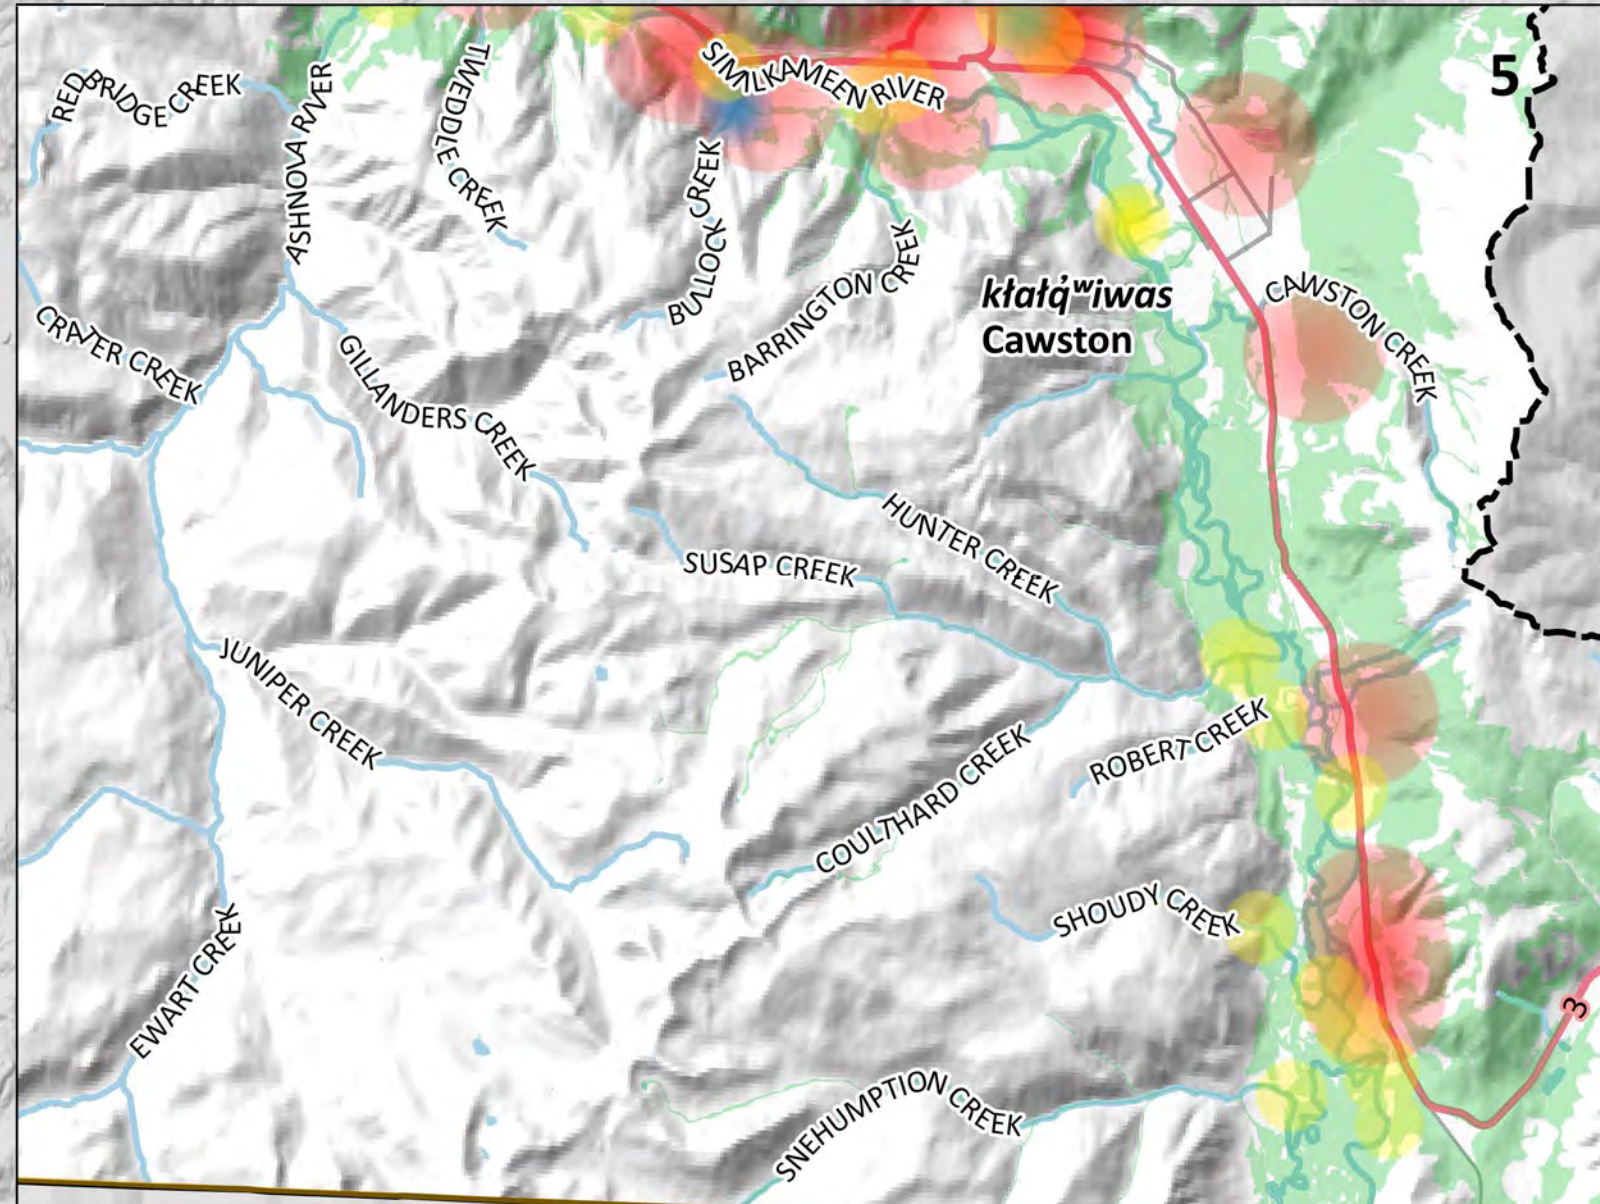 SIMILKAMEEN RIVER
5
RED BRIDGE CREEK
ASHNOLA RIVER
TWEDDLE CREEK
BULLOCK CREEK
BARRINGTON CREEK
kłałq̓ʷiwas
Cawston
CAWSTON CREEK
CRATER CREEK
GILLANDERS CREEK
HUNTER CREEK
SUSAP CREEK
JUNIPER CREEK
ROBERT CREEK
COULTHARD CREEK
SHOUDY CREEK
EWART CREEK
3
SNEHUMPTION CREEK